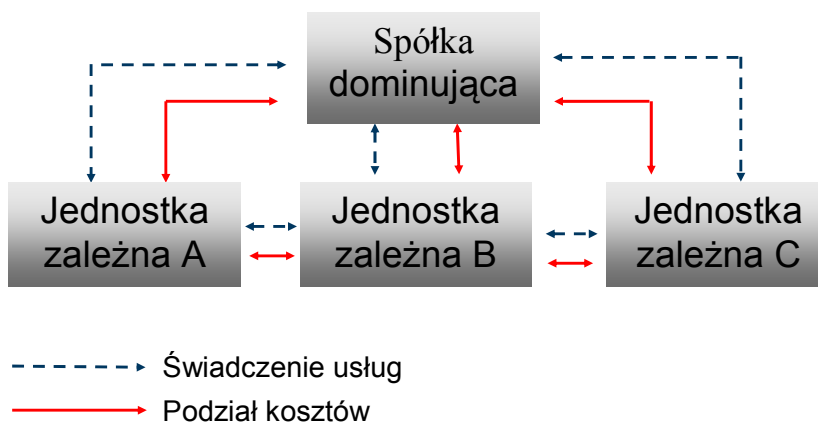 Spółka
dominująca
Jednostka
zależna A
Jednostka
zależna B
Jednostka
zależna C
Świadczenie usług
Podział kosztów